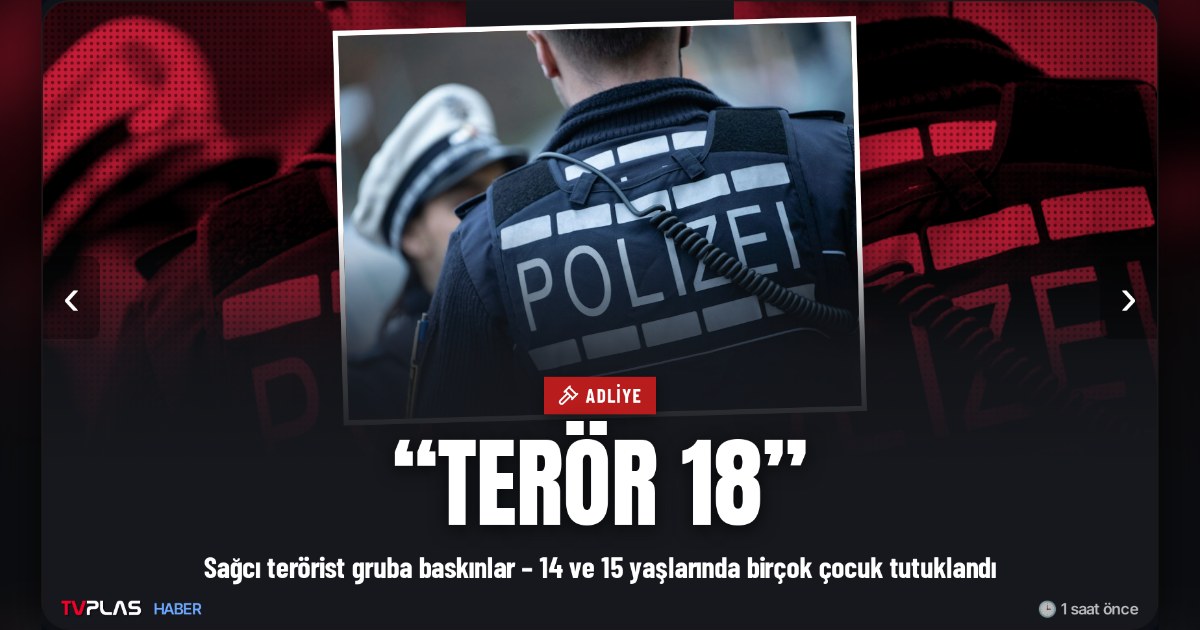 POLIZEI
ADLİYE
“TERÖR 18”
Sağcı terörist gruba baskınlar – 14 ve 15 yaşlarında birçok çocuk tutuklandı
TVPLAS HABER
1 saat önce